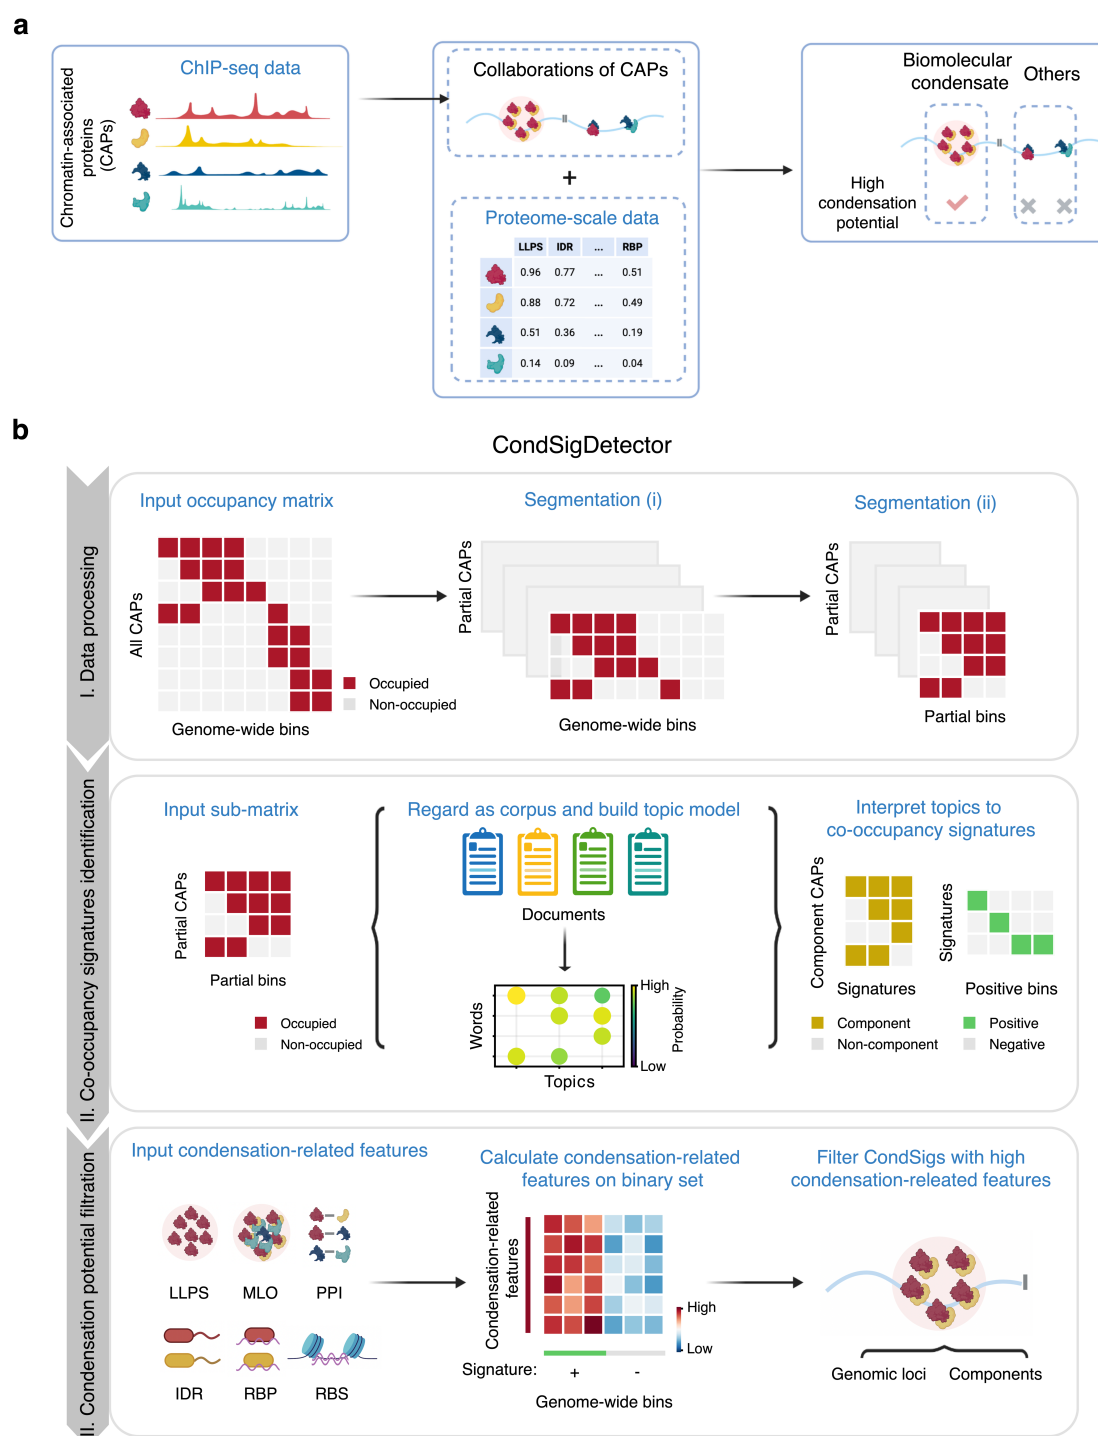 a
ChIP-seq data
Chromatin-associated
proteins
(CAPs)
Collaborations of CAPs
+
Proteome-scale data
LLPS IDR ... RBP
0.96 0.77 ... 0.51
0.88 0.72 ... 0.49
0.51 0.36 ... 0.19
0.14 0.09 ... 0.04
Biomolecular
condensate
Others
High
condensation
potential
b
CondSigDetector
I. Data processing
Input occupancy matrix
All CAPs
Genome-wide bins
Occupied
Non-occupied
Segmentation (i)
Partial CAPs
Genome-wide bins
Segmentation (ii)
Partial CAPs
Partial bins
II. Co-occupancy signatures identification
Input sub-matrix
Partial CAPs
Partial bins
Occupied
Non-occupied
Regard as corpus and build topic model
Documents
Words
Topics
High
Low
Probability
Interpret topics to
co-occupancy signatures
Component CAPs
Signatures
Component
Non-component
Signatures
Positive bins
Positive
Negative
II. Condensation potential filtration
Input condensation-related features
LLPS MLO PPI
IDR RBP RBS
Calculate condensation-related
features on binary set
Condensation-related
features
High
Low
Signature: + -
Genome-wide bins
Filter CondSigs with high
condensation-releated features
Genomic loci Components